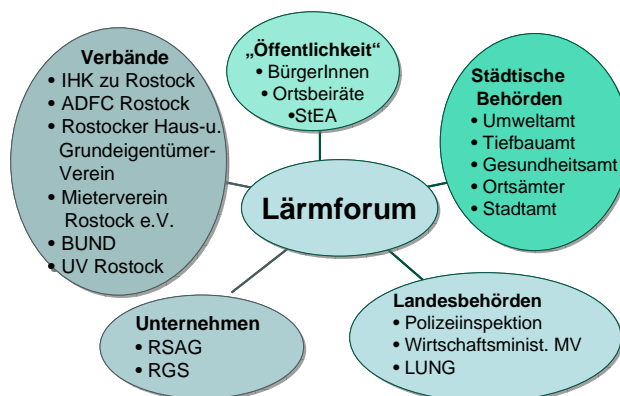 Verbände
• IHK zu Rostock
• ADFC Rostock
• Rostocker Haus-u.
Grundeigentümer-
Verein
• Mieterverein
Rostock e.V.
• BUND
• UV Rostock
„Öffentlichkeit“
• BürgerInnen
• Ortsbeiräte
•StEA
Städtische
Behörden
• Umweltamt
• Tiefbauamt
• Gesundheitsamt
• Ortsämter
• Stadtamt
Lärmforum
Unternehmen
• RSAG
• RGS
Landesbehörden
• Polizeiinspektion
• Wirtschaftsminist. MV
• LUNG